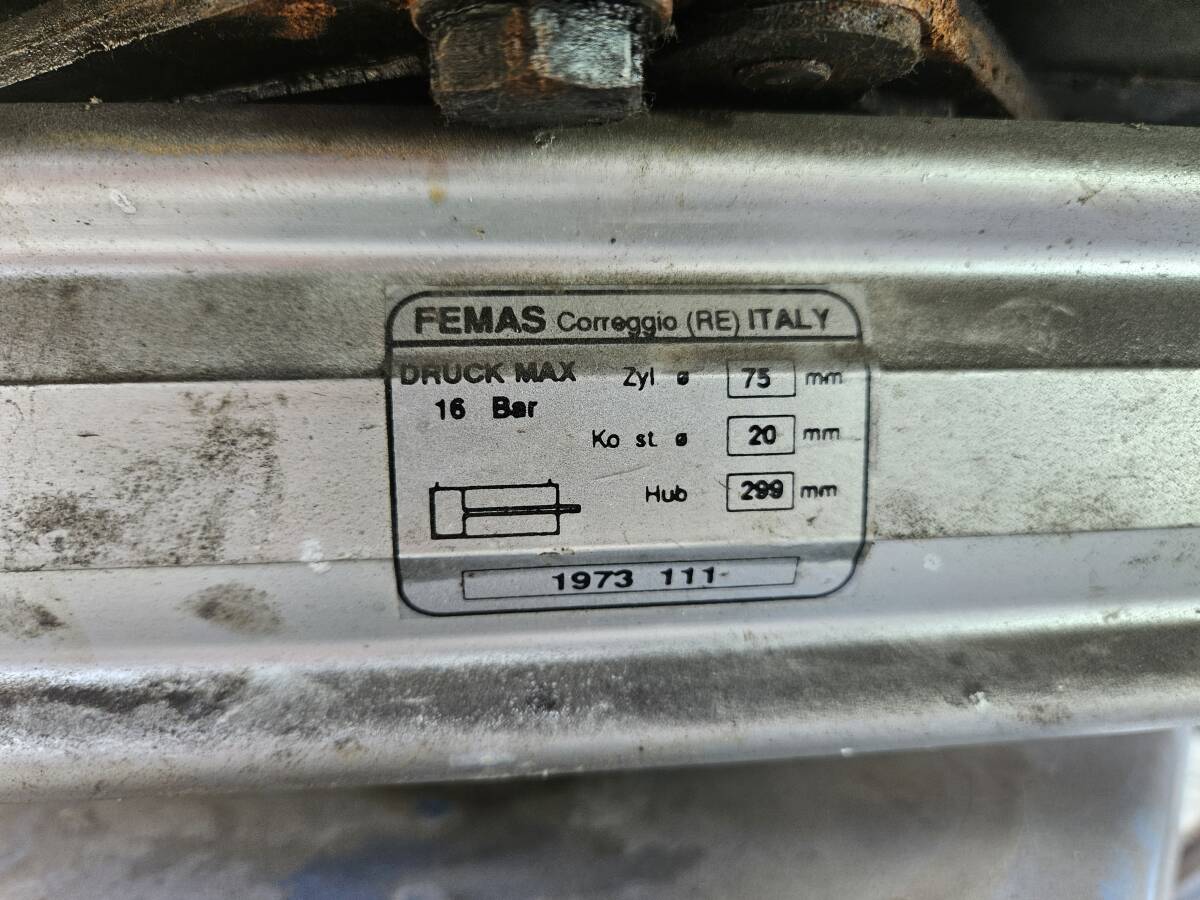 FEMAS Correggio (RE) ITALY
DRUCK MAX
16 Bar
Zyl ø 75 mm
Ko st. ø 20 mm
Hub 299 mm
1973 111